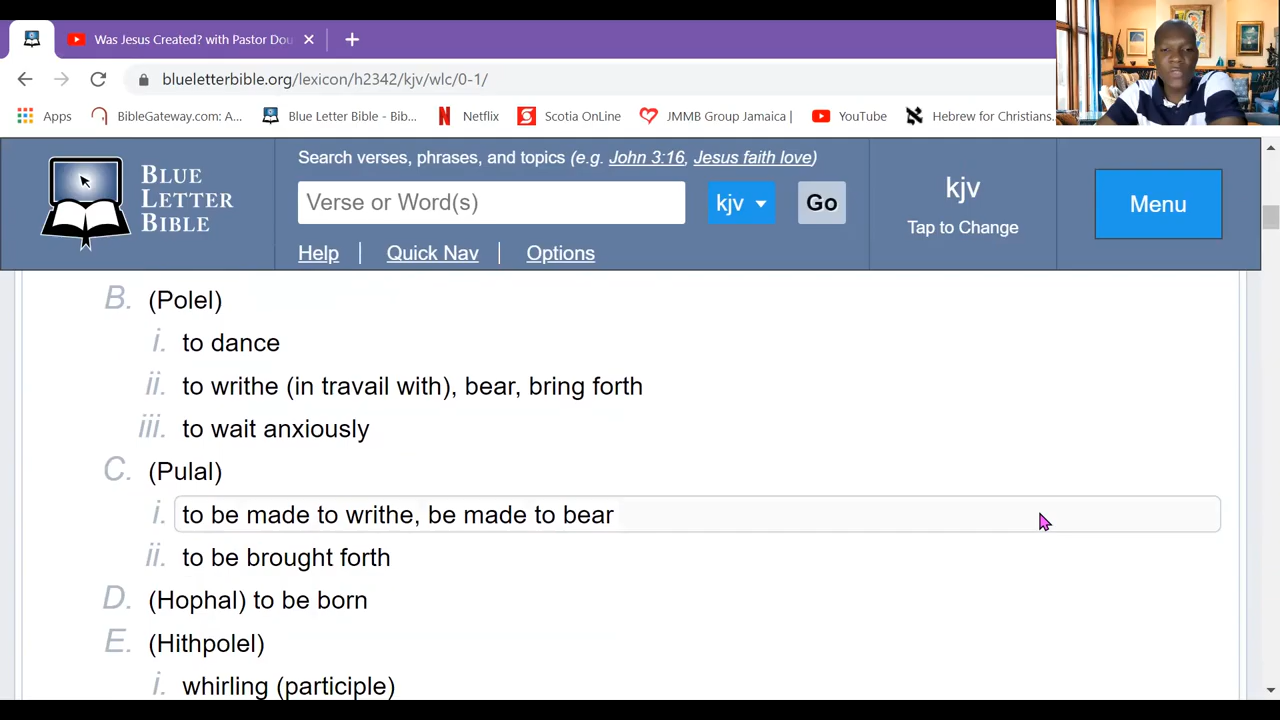 Was Jesus Created? with Pastor Dou
blueletterbible.org/lexicon/h2342/kjv/wlc/0-1/
Apps BibleGateway.com: A... Blue Letter Bible - Bib... Netflix Scotia OnLine JMMB Group Jamaica | YouTube Hebrew for Christians.
BLUE
LETTER
BIBLE
Search verses, phrases, and topics (e.g. John 3:16, Jesus faith love)
Verse or Word(s) kjv Go
Help Quick Nav Options
kjv
Tap to Change
Menu
B. (Polel)
i. to dance
ii. to writhe (in travail with), bear, bring forth
iii. to wait anxiously
C. (Pulal)
i. to be made to writhe, be made to bear
ii. to be brought forth
D. (Hophal) to be born
E. (Hithpolel)
i. whirling (participle)